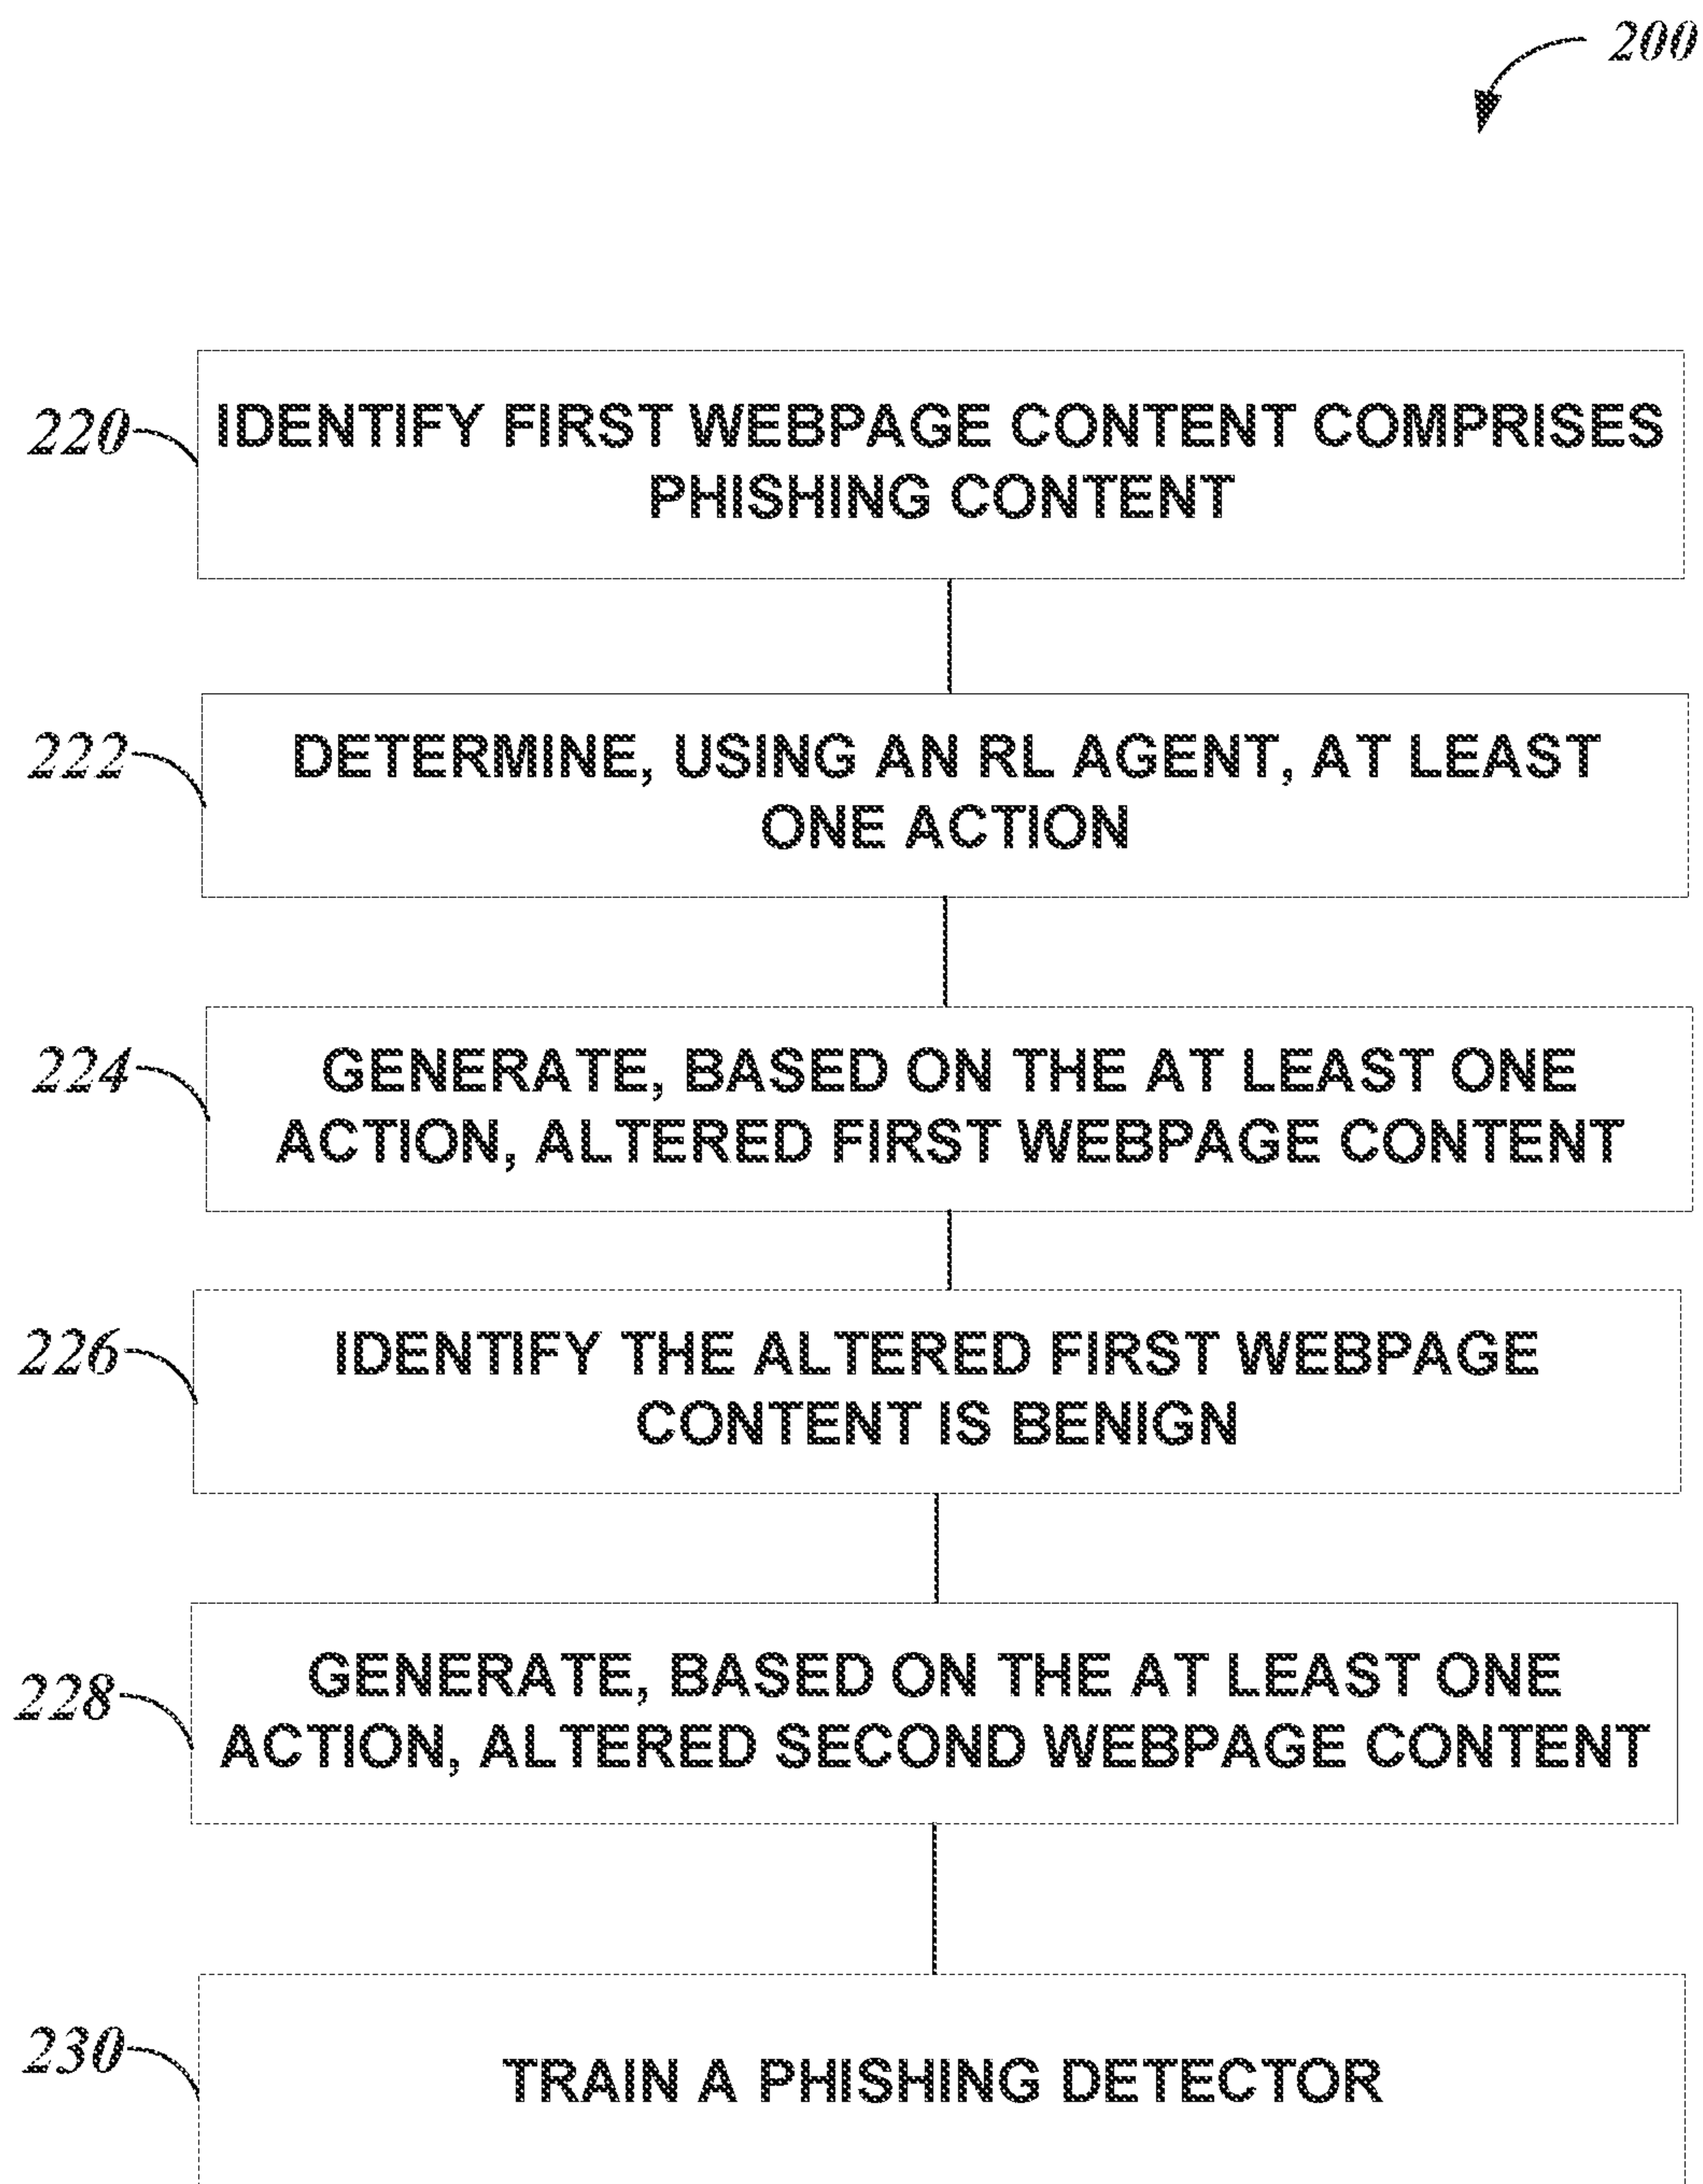 200
220
IDENTIFY FIRST WEBPAGE CONTENT COMPRISES
PHISHING CONTENT
222
DETERMINE, USING AN RL AGENT, AT LEAST
ONE ACTION
224
GENERATE, BASED ON THE AT LEAST ONE
ACTION, ALTERED FIRST WEBPAGE CONTENT
226
IDENTIFY THE ALTERED FIRST WEBPAGE
CONTENT IS BENIGN
228
GENERATE, BASED ON THE AT LEAST ONE
ACTION, ALTERED SECOND WEBPAGE CONTENT
230
TRAIN A PHISHING DETECTOR